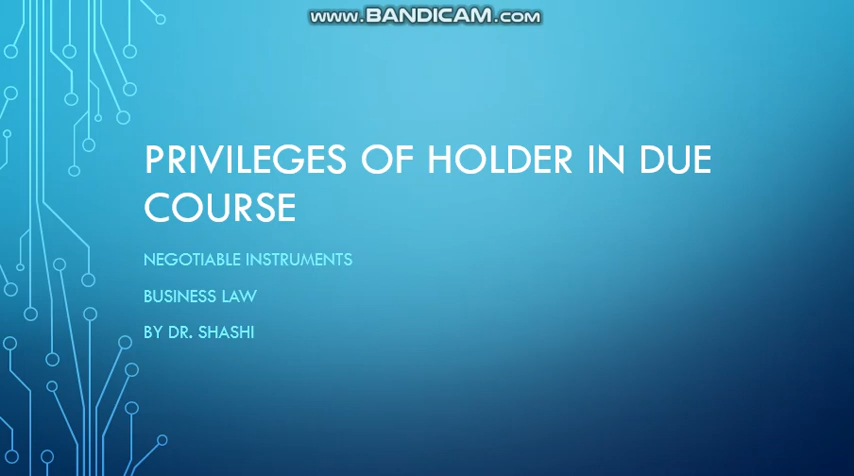 www.BANDICAM.com
PRIVILEGES OF HOLDER IN DUE
COURSE
NEGOTIABLE INSTRUMENTS
BUSINESS LAW
BY DR. SHASHI